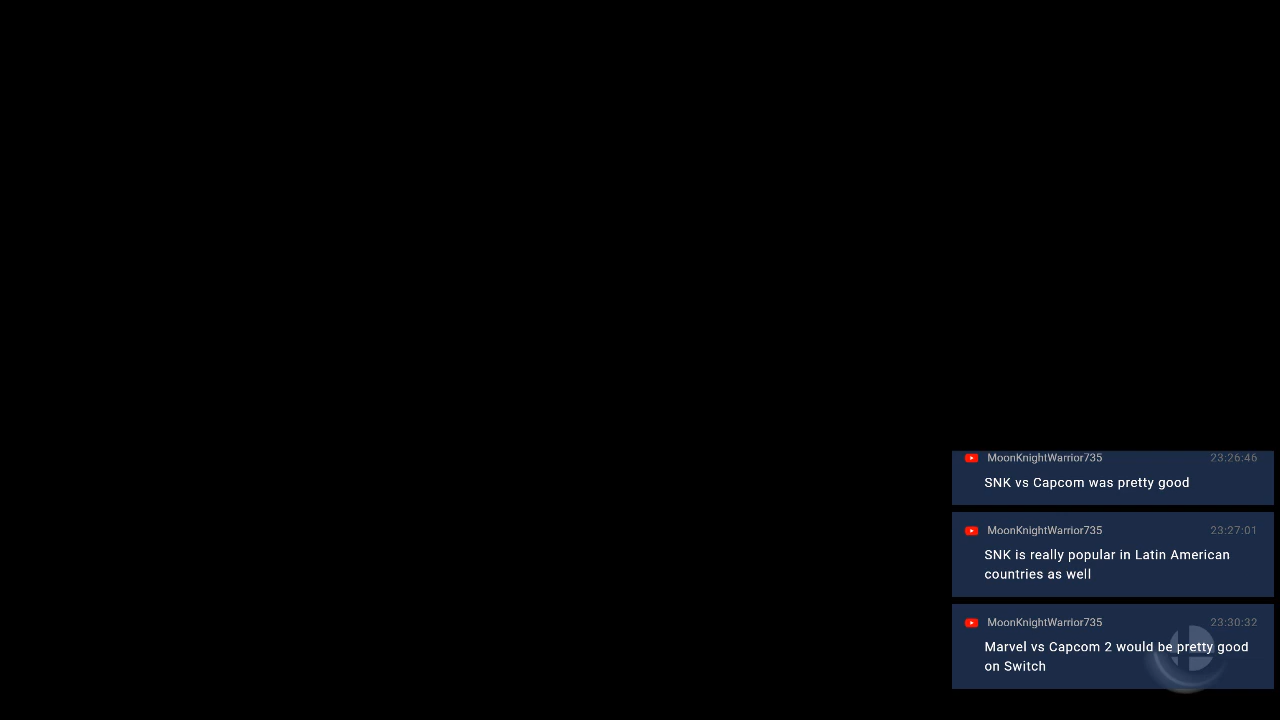 MoonKnightWarrior735 23:26:46
SNK vs Capcom was pretty good
MoonKnightWarrior735 23:27:01
SNK is really popular in Latin American
countries as well
MoonKnightWarrior735 23:30:32
Marvel vs Capcom 2 would be pretty good
on Switch